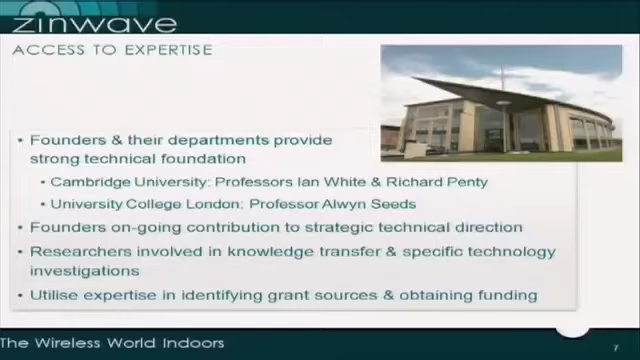 zinwave
ACCESS TO EXPERTISE
• Founders & their departments provide
strong technical foundation
• Cambridge University: Professors Ian White & Richard Penty
• University College London: Professor Alwyn Seeds
• Founders on-going contribution to strategic technical direction
• Researchers involved in knowledge transfer & specific technology
investigations
• Utilise expertise in identifying grant sources & obtaining funding
The Wireless World Indoors
7